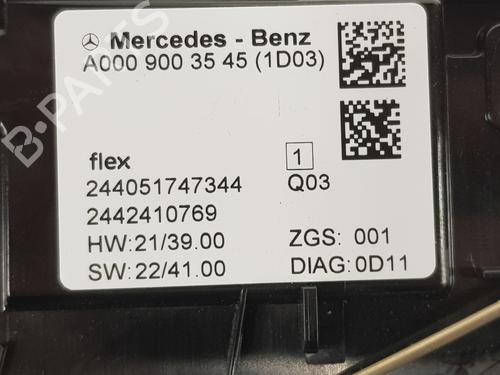 Mercedes - Benz
A000 900 35 45 (1D03)
flex
1
244051747344
Q03
2442410769
HW:21/39.00
ZGS: 001
SW:22/41.00
DIAG:0D11
B-PARTS